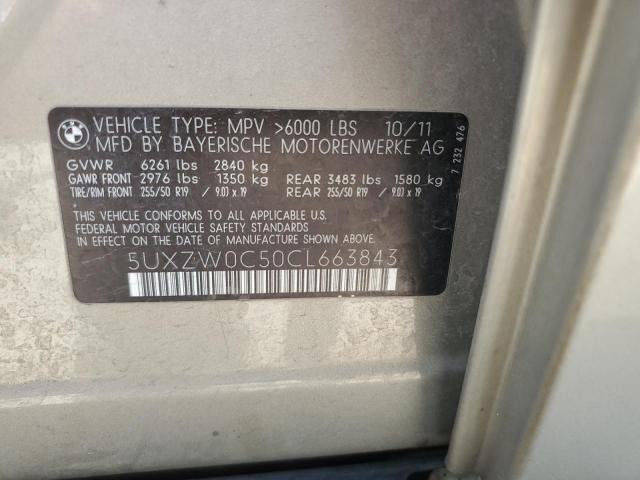 VEHICLE TYPE: MPV >6000 LBS 10/11
MFD BY BAYERISCHE MOTORENWERKE AG
GVWR 6261 lbs 2840 kg
GAWR FRONT 2976 lbs 1350 kg REAR 3483 lbs 1580 kg
TIRE/RIM FRONT 255/50 R19 / 9.0J x 19 REAR 255/50 R19 / 9.0J x 19
THIS VEHICLE CONFORMS TO ALL APPLICABLE U.S.
FEDERAL MOTOR VEHICLE SAFETY STANDARDS IN
EFFECT ON THE DATE OF MANUFACTURE SHOWN ABOVE.
5UXZW0C50CL663843
7 232 476